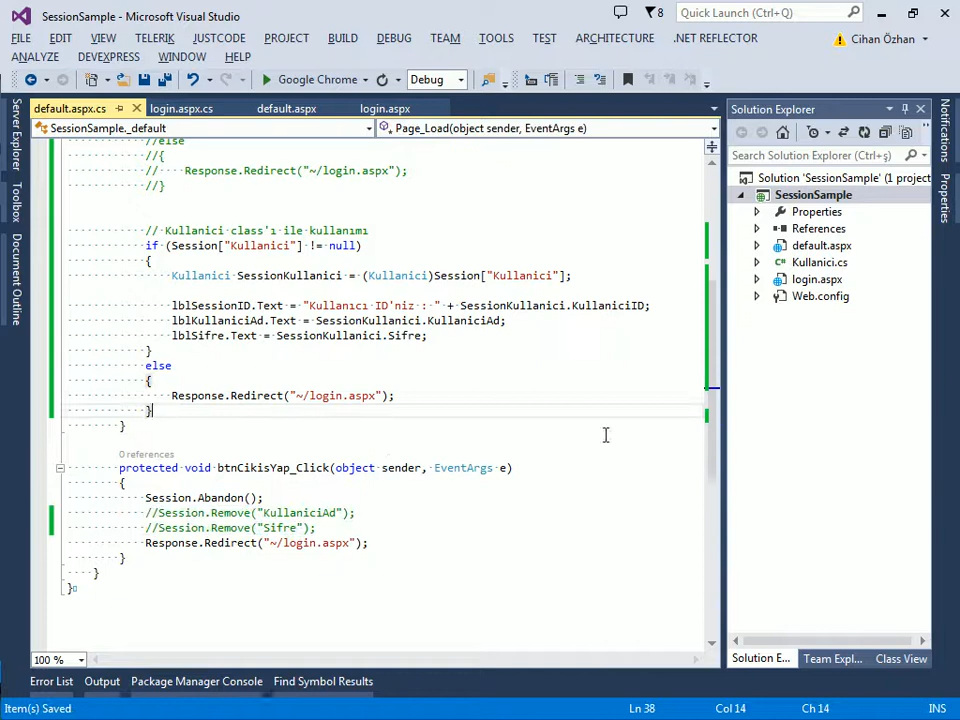 SessionSample - Microsoft Visual Studio
8
Quick Launch (Ctrl+Q)
FILE EDIT VIEW TELERIK JUSTCODE PROJECT BUILD DEBUG TEAM TOOLS TEST ARCHITECTURE .NET REFLECTOR
Cihan Özhan
ANALYZE DEVEXPRESS WINDOW HELP
Google Chrome
Debug
default.aspx.cs login.aspx.cs default.aspx login.aspx
SessionSample._default
Page_Load(object sender, EventArgs e)
//else
//{
// Response.Redirect("~/login.aspx");
//}
// Kullanici class'ı ile kullanımı
if (Session["Kullanici"] != null)
{
Kullanici SessionKullanici = (Kullanici)Session["Kullanici"];
lblSessionID.Text = "Kullanıcı ID'niz : " + SessionKullanici.KullaniciID;
lblKullaniciAd.Text = SessionKullanici.KullaniciAd;
lblSifre.Text = SessionKullanici.Sifre;
}
else
{
Response.Redirect("~/login.aspx");
}
}
0 references
protected void btnCikisYap_Click(object sender, EventArgs e)
{
Session.Abandon();
//Session.Remove("KullaniciAd");
//Session.Remove("Sifre");
Response.Redirect("~/login.aspx");
}
}
}
100 %
Server Explorer
Toolbox
Document Outline
Solution Explorer
Search Solution Explorer (Ctrl+ş)
Solution 'SessionSample' (1 project
SessionSample
Properties
References
default.aspx
Kullanici.cs
login.aspx
Web.config
Solution E... Team Expl... Class View
Notifications
Properties
Error List Output Package Manager Console Find Symbol Results
Item(s) Saved
Ln 38 Col 14 Ch 14 INS